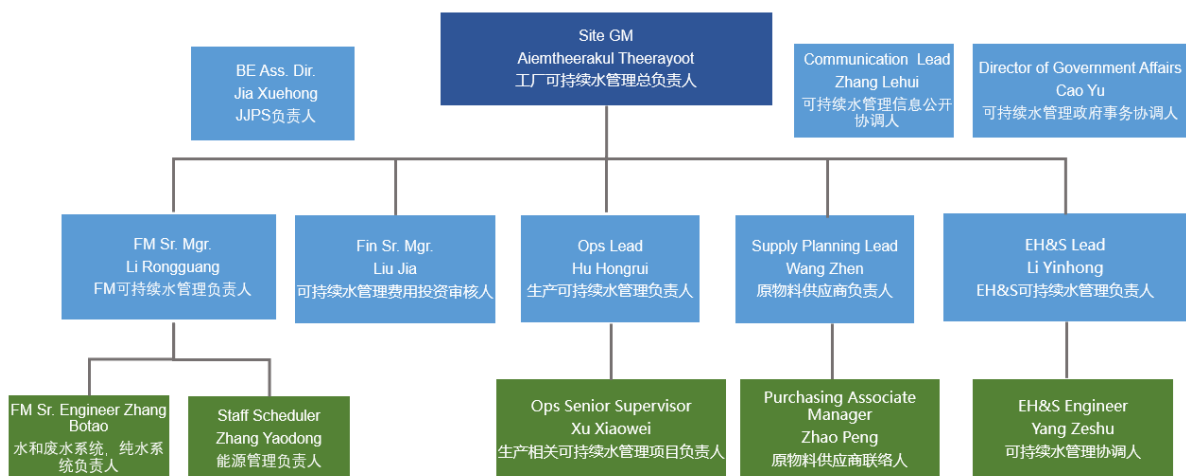 Site GM
Aiemtheerakul Theerayoot
工厂可持续水管理总负责人
BE Ass. Dir.
Jia Xuehong
JJPS负责人
Communication Lead
Zhang Lehui
可持续水管理信息公开
协调人
Director of Government Affairs
Cao Yu
可持续水管理政府事务协调人
FM Sr. Mgr.
Li Rongguang
FM可持续水管理负责人
Fin Sr. Mgr.
Liu Jia
可持续水管理费用投资审核人
Ops Lead
Hu Hongrui
生产可持续水管理负责人
Supply Planning Lead
Wang Zhen
原物料供应商负责人
EH&S Lead
Li Yinhong
EH&S可持续水管理负责人
FM Sr. Engineer Zhang
Botao
水和废水系统，纯水系
统负责人
Staff Scheduler
Zhang Yaodong
能源管理负责人
Ops Senior Supervisor
Xu Xiaowei
生产相关可持续水管理项目负责人
Purchasing Associate
Manager
Zhao Peng
原物料供应商联络人
EH&S Engineer
Yang Zeshu
可持续水管理协调人